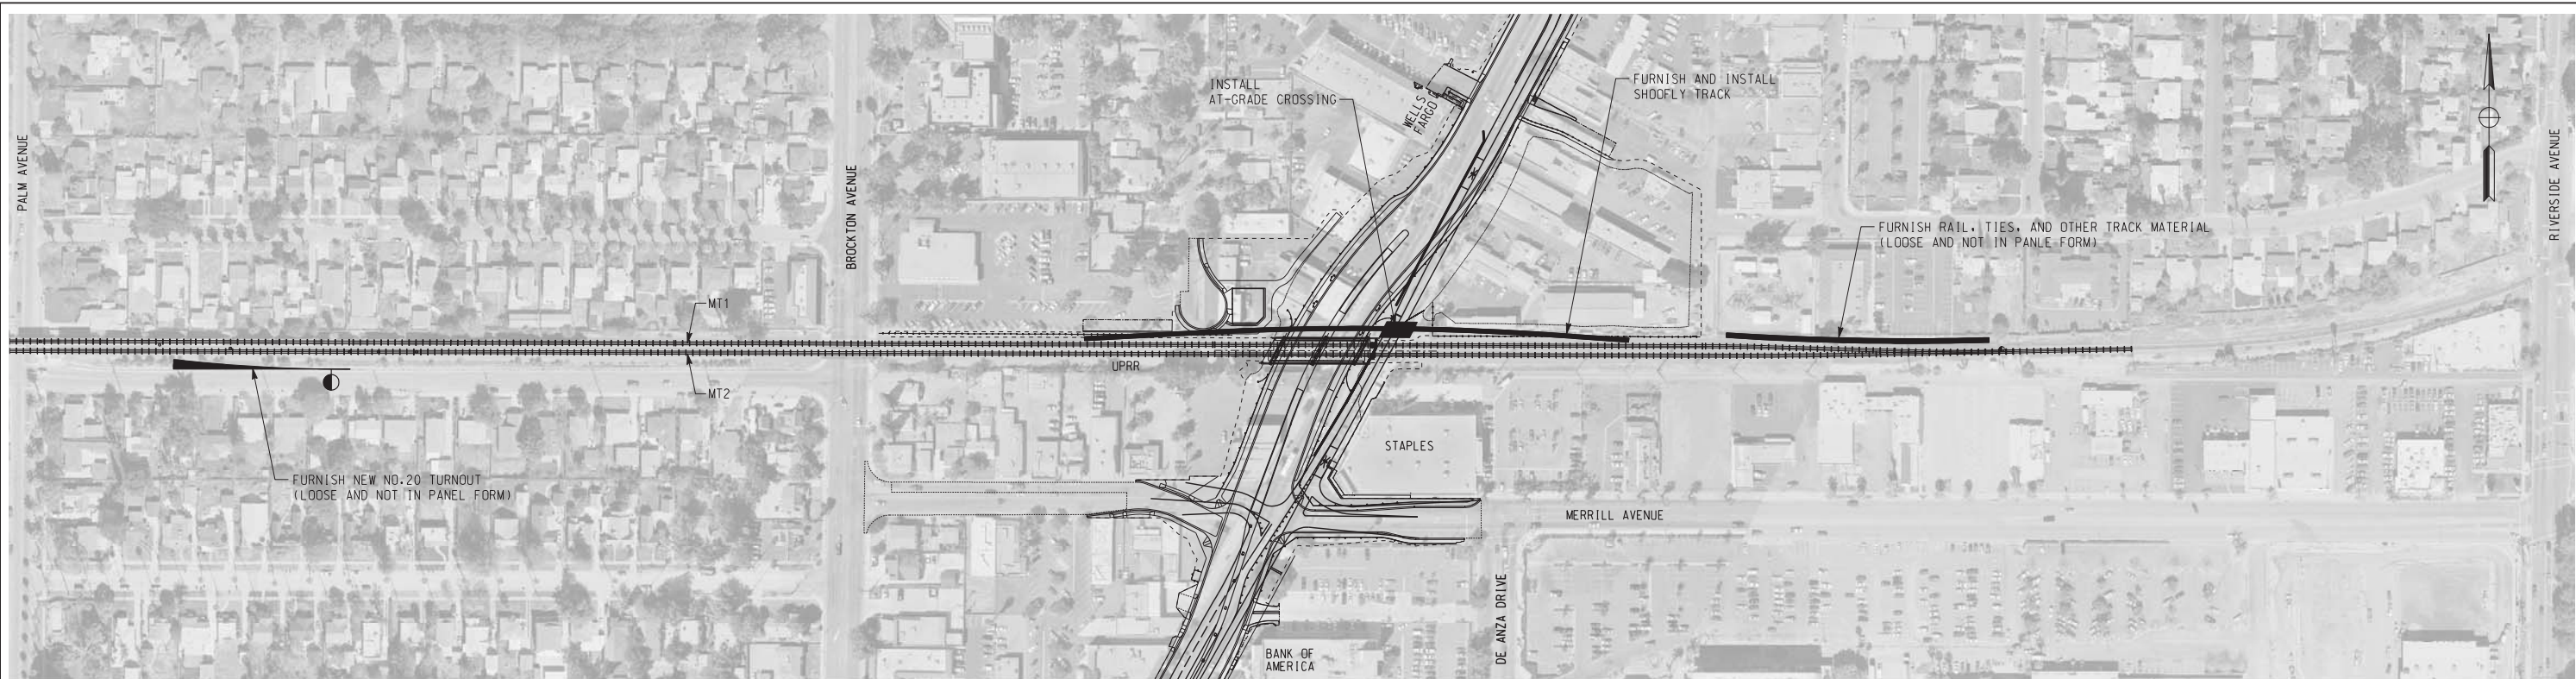 PALM AVENUE
BROCKTON AVENUE
INSTALL
AT-GRADE CROSSING
WELLS
FARGO
FURNISH AND INSTALL
SHOOFLY TRACK
FURNISH RAIL, TIES, AND OTHER TRACK MATERIAL
(LOOSE AND NOT IN PANLE FORM)
RIVERSIDE AVENUE
MT1
UPRR
MT2
FURNISH NEW NO.20 TURNOUT
(LOOSE AND NOT IN PANEL FORM)
STAPLES
MERRILL AVENUE
DE ANZA DRIVE
BANK OF
AMERICA